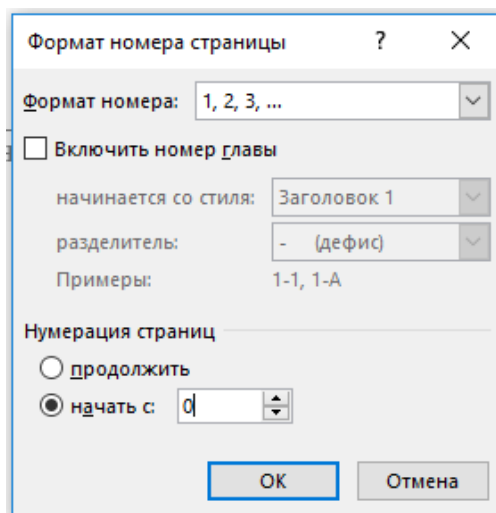 Формат номера страницы ? ×
Формат номера: 1, 2, 3, ...
Включить номер главы
начинается со стиля: Заголовок 1
разделитель: - (дефис)
Примеры: 1-1, 1-A
Нумерация страниц
продолжить
начать с: 0
ОК Отмена